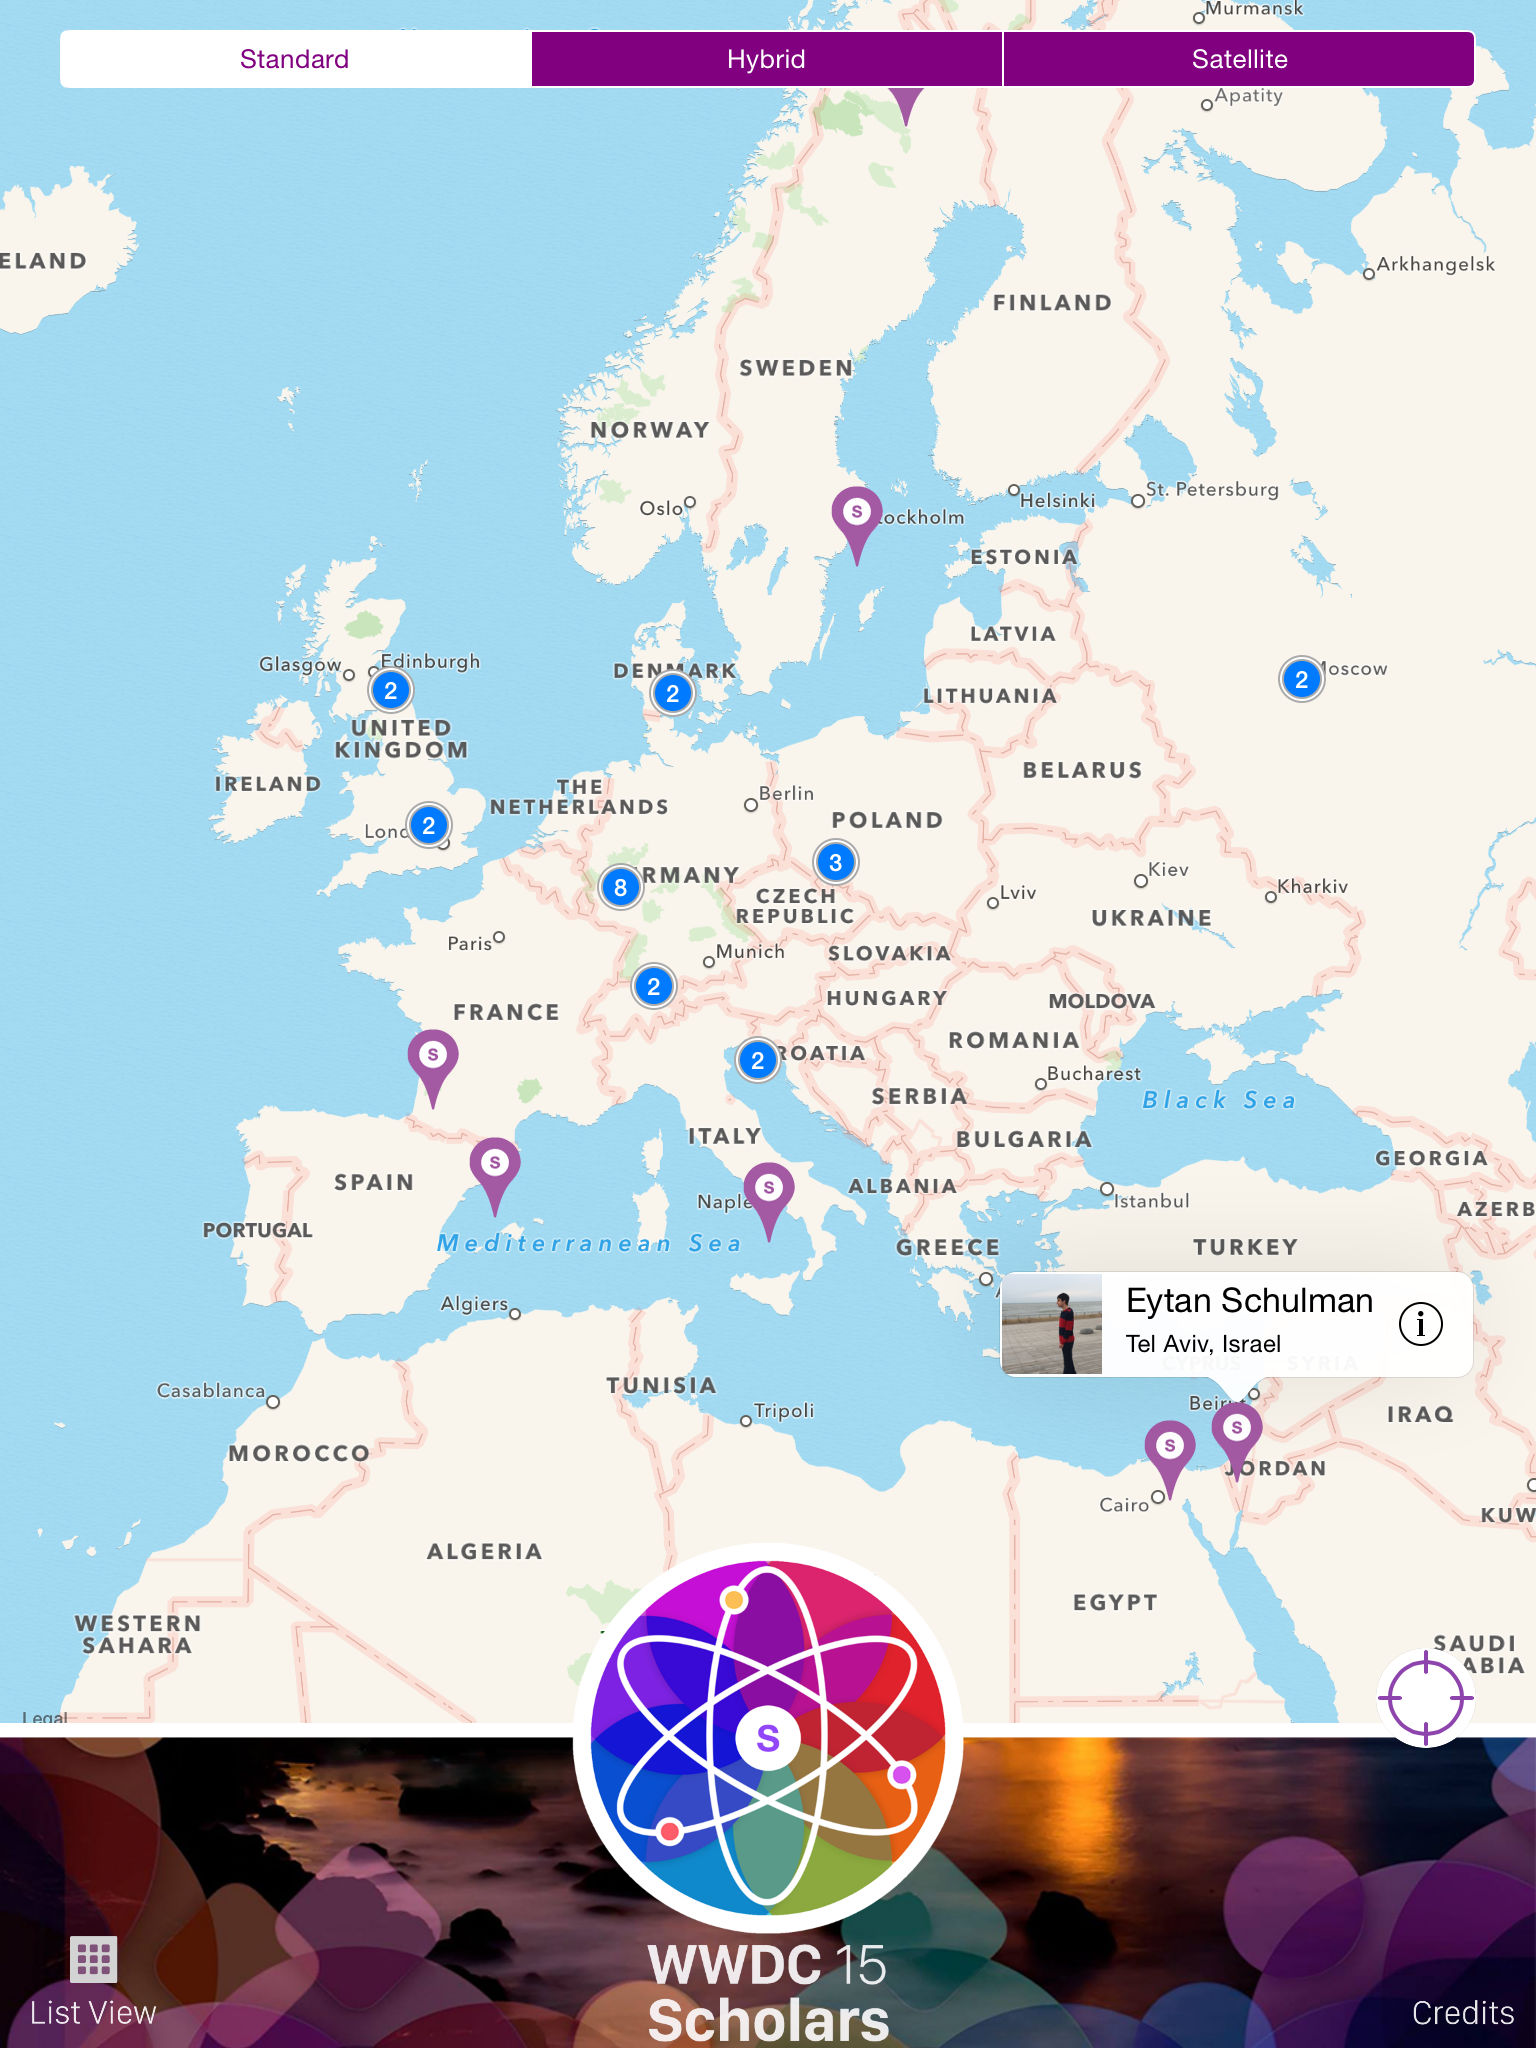 Murmansk
Standard
Hybrid
Satellite
Apatity
ELAND
Arkhangelsk
FINLAND
SWEDEN
NORWAY
Oslo
Helsinki
St. Petersburg
S
ockholm
ESTONIA
LATVIA
Glasgow
Edinburgh
DENMARK
oscow
2
2
2
LITHUANIA
UNITED
KINGDOM
IRELAND
BELARUS
THE
NETHERLANDS
Berlin
POLAND
Lond
2
3
Kiev
8
RMANY
CZECH
REPUBLIC
Lviv
Kharkiv
UKRAINE
Paris
Munich
SLOVAKIA
2
HUNGARY
MOLDOVA
FRANCE
ROMANIA
S
2
ROATIA
Bucharest
SERBIA
Black Sea
ITALY
BULGARIA
S
GEORGIA
SPAIN
S
Naple
ALBANIA
Istanbul
AZERB
PORTUGAL
Mediterranean Sea
GREECE
TURKEY
Algiers
Eytan Schulman
Tel Aviv, Israel
i
CYPRUS
SYRIA
Casablanca
TUNISIA
Tripoli
Beirut
IRAQ
MOROCCO
S
S
JORDAN
Cairo
KUW
ALGERIA
EGYPT
WESTERN
SAHARA
SAUDI
ABIA
Legal
S
WWDC 15
Scholars
List View
Credits